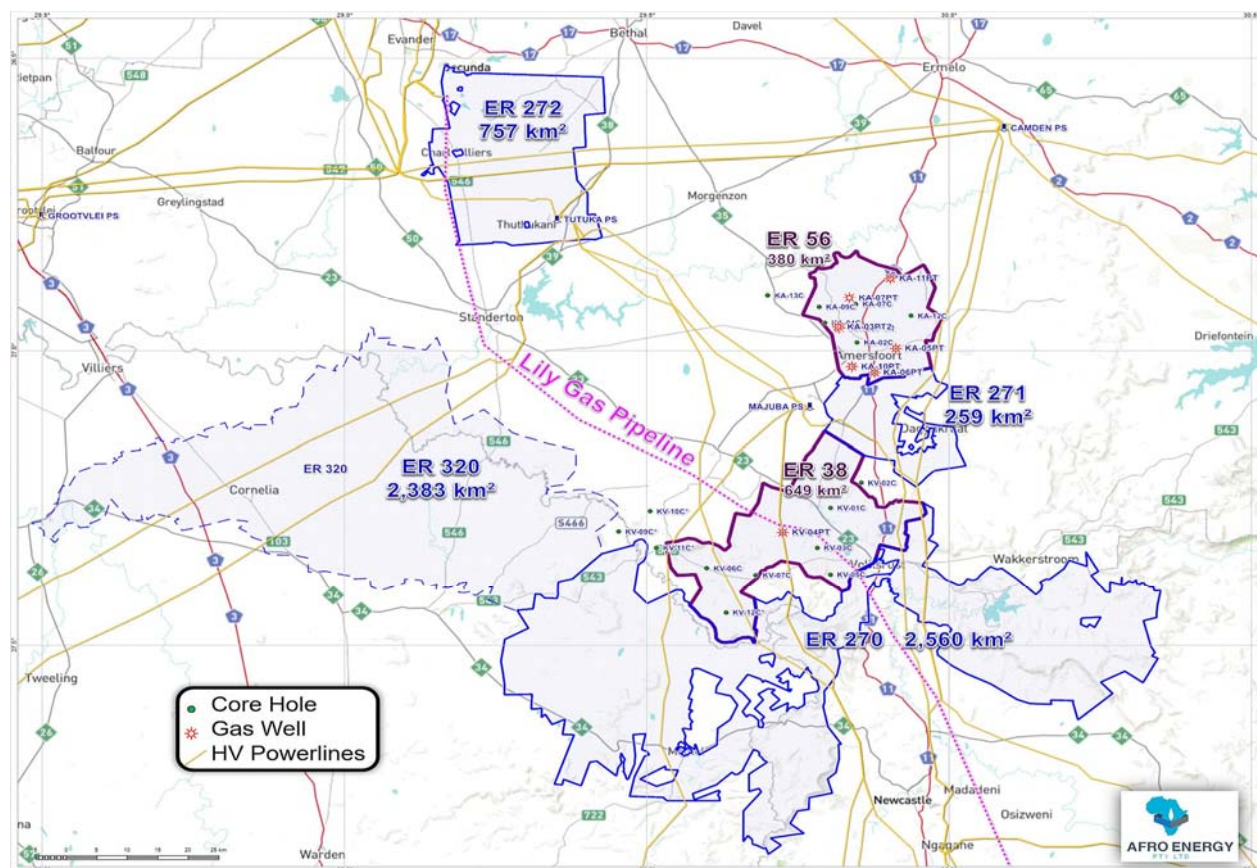 29.0°
29.5°
30.0°
Evander
Bethal
Davel
Ermelo
ER 272
757 km²
CAMDEN PS
Balfour
Greylingstad
GROOTVLEI PS
TUTUKA PS
Morgenzon
ER 56
380 km²
KA-11PT
KA-13C
KA-07PT
KA-07C
KA-09C
KA-12C
KA-03PT2
KA-02C
KA-05PT
Amersfoort
KA-10PT
KA-06PT
Standerton
Driefontein
Villiers
Lily Gas Pipeline
MAJUBA PS
ER 271
259 km²
ER 320
ER 320
2,383 km²
Cornelia
ER 38
649 km²
KV-02C
KV-01C
KV-10C
KV-09C
KV-04PT
KV-11C
KV-03C
KV-06C
KV-07C
KV-05C
KV-12C
Wakkerstroom
ER 270 2,560 km²
Tweeling
Core Hole
Gas Well
HV Powerlines
Newcastle
Madadeni
Osizweni
Ngagane
Warden
AFRO ENERGY
PTY LTD